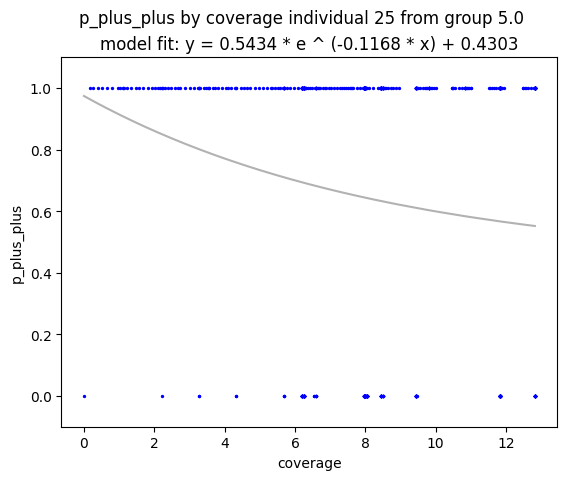 p_plus_plus by coverage individual 25 from group 5.0
model fit: y = 0.5434 * e ^ (-0.1168 * x) + 0.4303
1.0
0.8
0.6
0.4
0.2
0.0
p_plus_plus
0 2 4 6 8 10 12
coverage